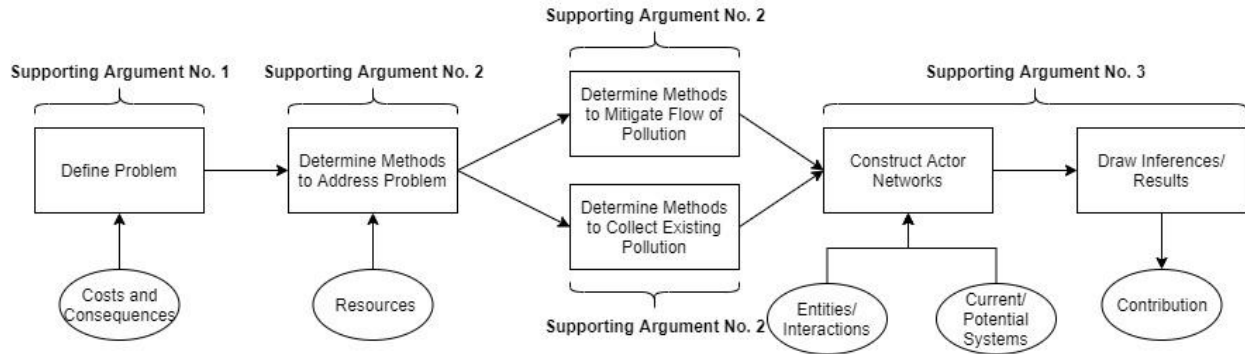 Supporting Argument No. 1
Define Problem
Costs and
Consequences
Supporting Argument No. 2
Determine Methods
to Address Problem
Resources
Supporting Argument No. 2
Determine Methods
to Mitigate Flow of
Pollution
Determine Methods
to Collect Existing
Pollution
Supporting Argument No. 2
Supporting Argument No. 3
Construct Actor
Networks
Entities/
Interactions
Current/
Potential
Systems
Draw Inferences/
Results
Contribution